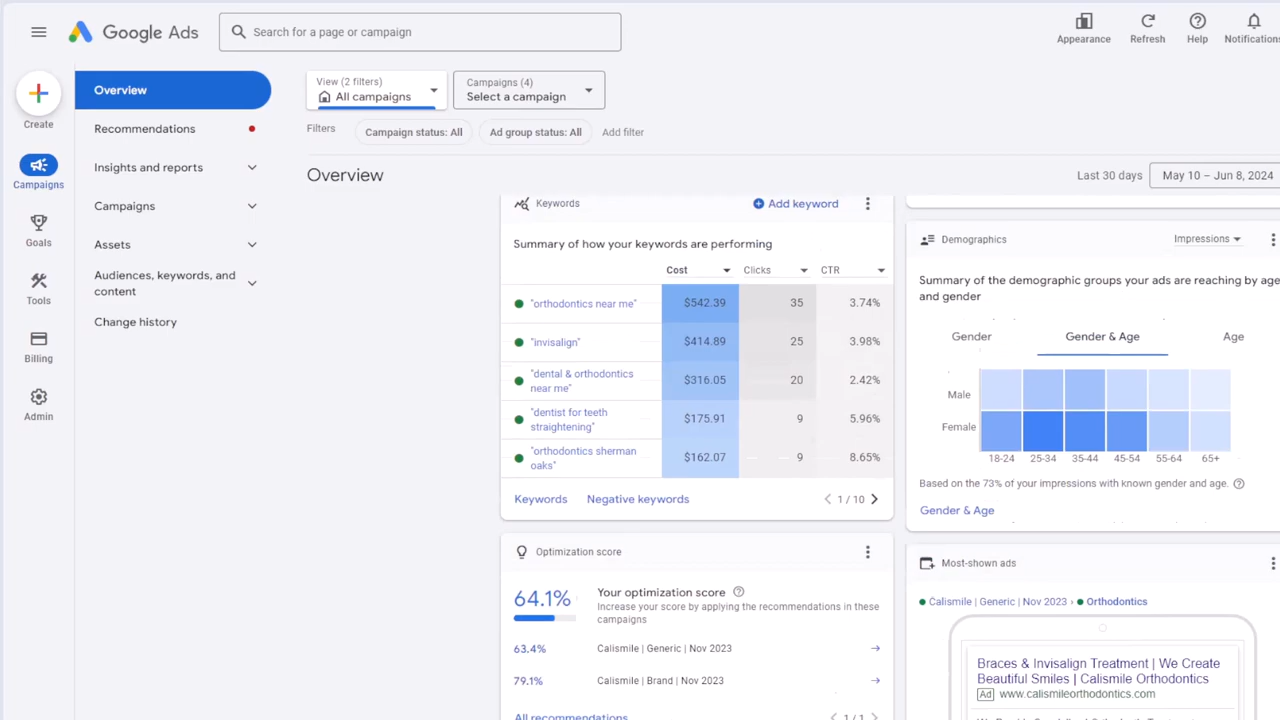 Google Ads
Search for a page or campaign
Appearance
Refresh
Help
Notifications
Create
Campaigns
Goals
Tools
Billing
Admin
Overview
Recommendations
Insights and reports
Campaigns
Assets
Audiences, keywords, and
content
Change history
View (2 filters)
All campaigns
Campaigns (4)
Select a campaign
Filters
Campaign status: All
Ad group status: All
Add filter
Overview
Last 30 days
May 10 – Jun 8, 2024
Keywords
Add keyword
Summary of how your keywords are performing
Cost Clicks CTR
"orthodontics near me" $542.39 35 3.74%
"invisalign" $414.89 25 3.98%
"dental & orthodontics
near me" $316.05 20 2.42%
"dentist for teeth
straightening" $175.91 9 5.96%
"orthodontics sherman
oaks" $162.07 9 8.65%
Keywords Negative keywords 1 / 10
Optimization score
64.1%
Your optimization score
Increase your score by applying the recommendations in these
campaigns
63.4% Calismile | Generic | Nov 2023
79.1% Calismile | Brand | Nov 2023
All recommendations 1 / 1
Demographics
Impressions
Summary of the demographic groups your ads are reaching by age
and gender
Gender Gender & Age Age
Male
Female
18-24 25-34 35-44 45-54 55-64 65+
Based on the 73% of your impressions with known gender and age.
Gender & Age
Most-shown ads
Calismile | Generic | Nov 2023 › Orthodontics
Braces & Invisalign Treatment | We Create
Beautiful Smiles | Calismile Orthodontics
Ad www.calismileorthodontics.com